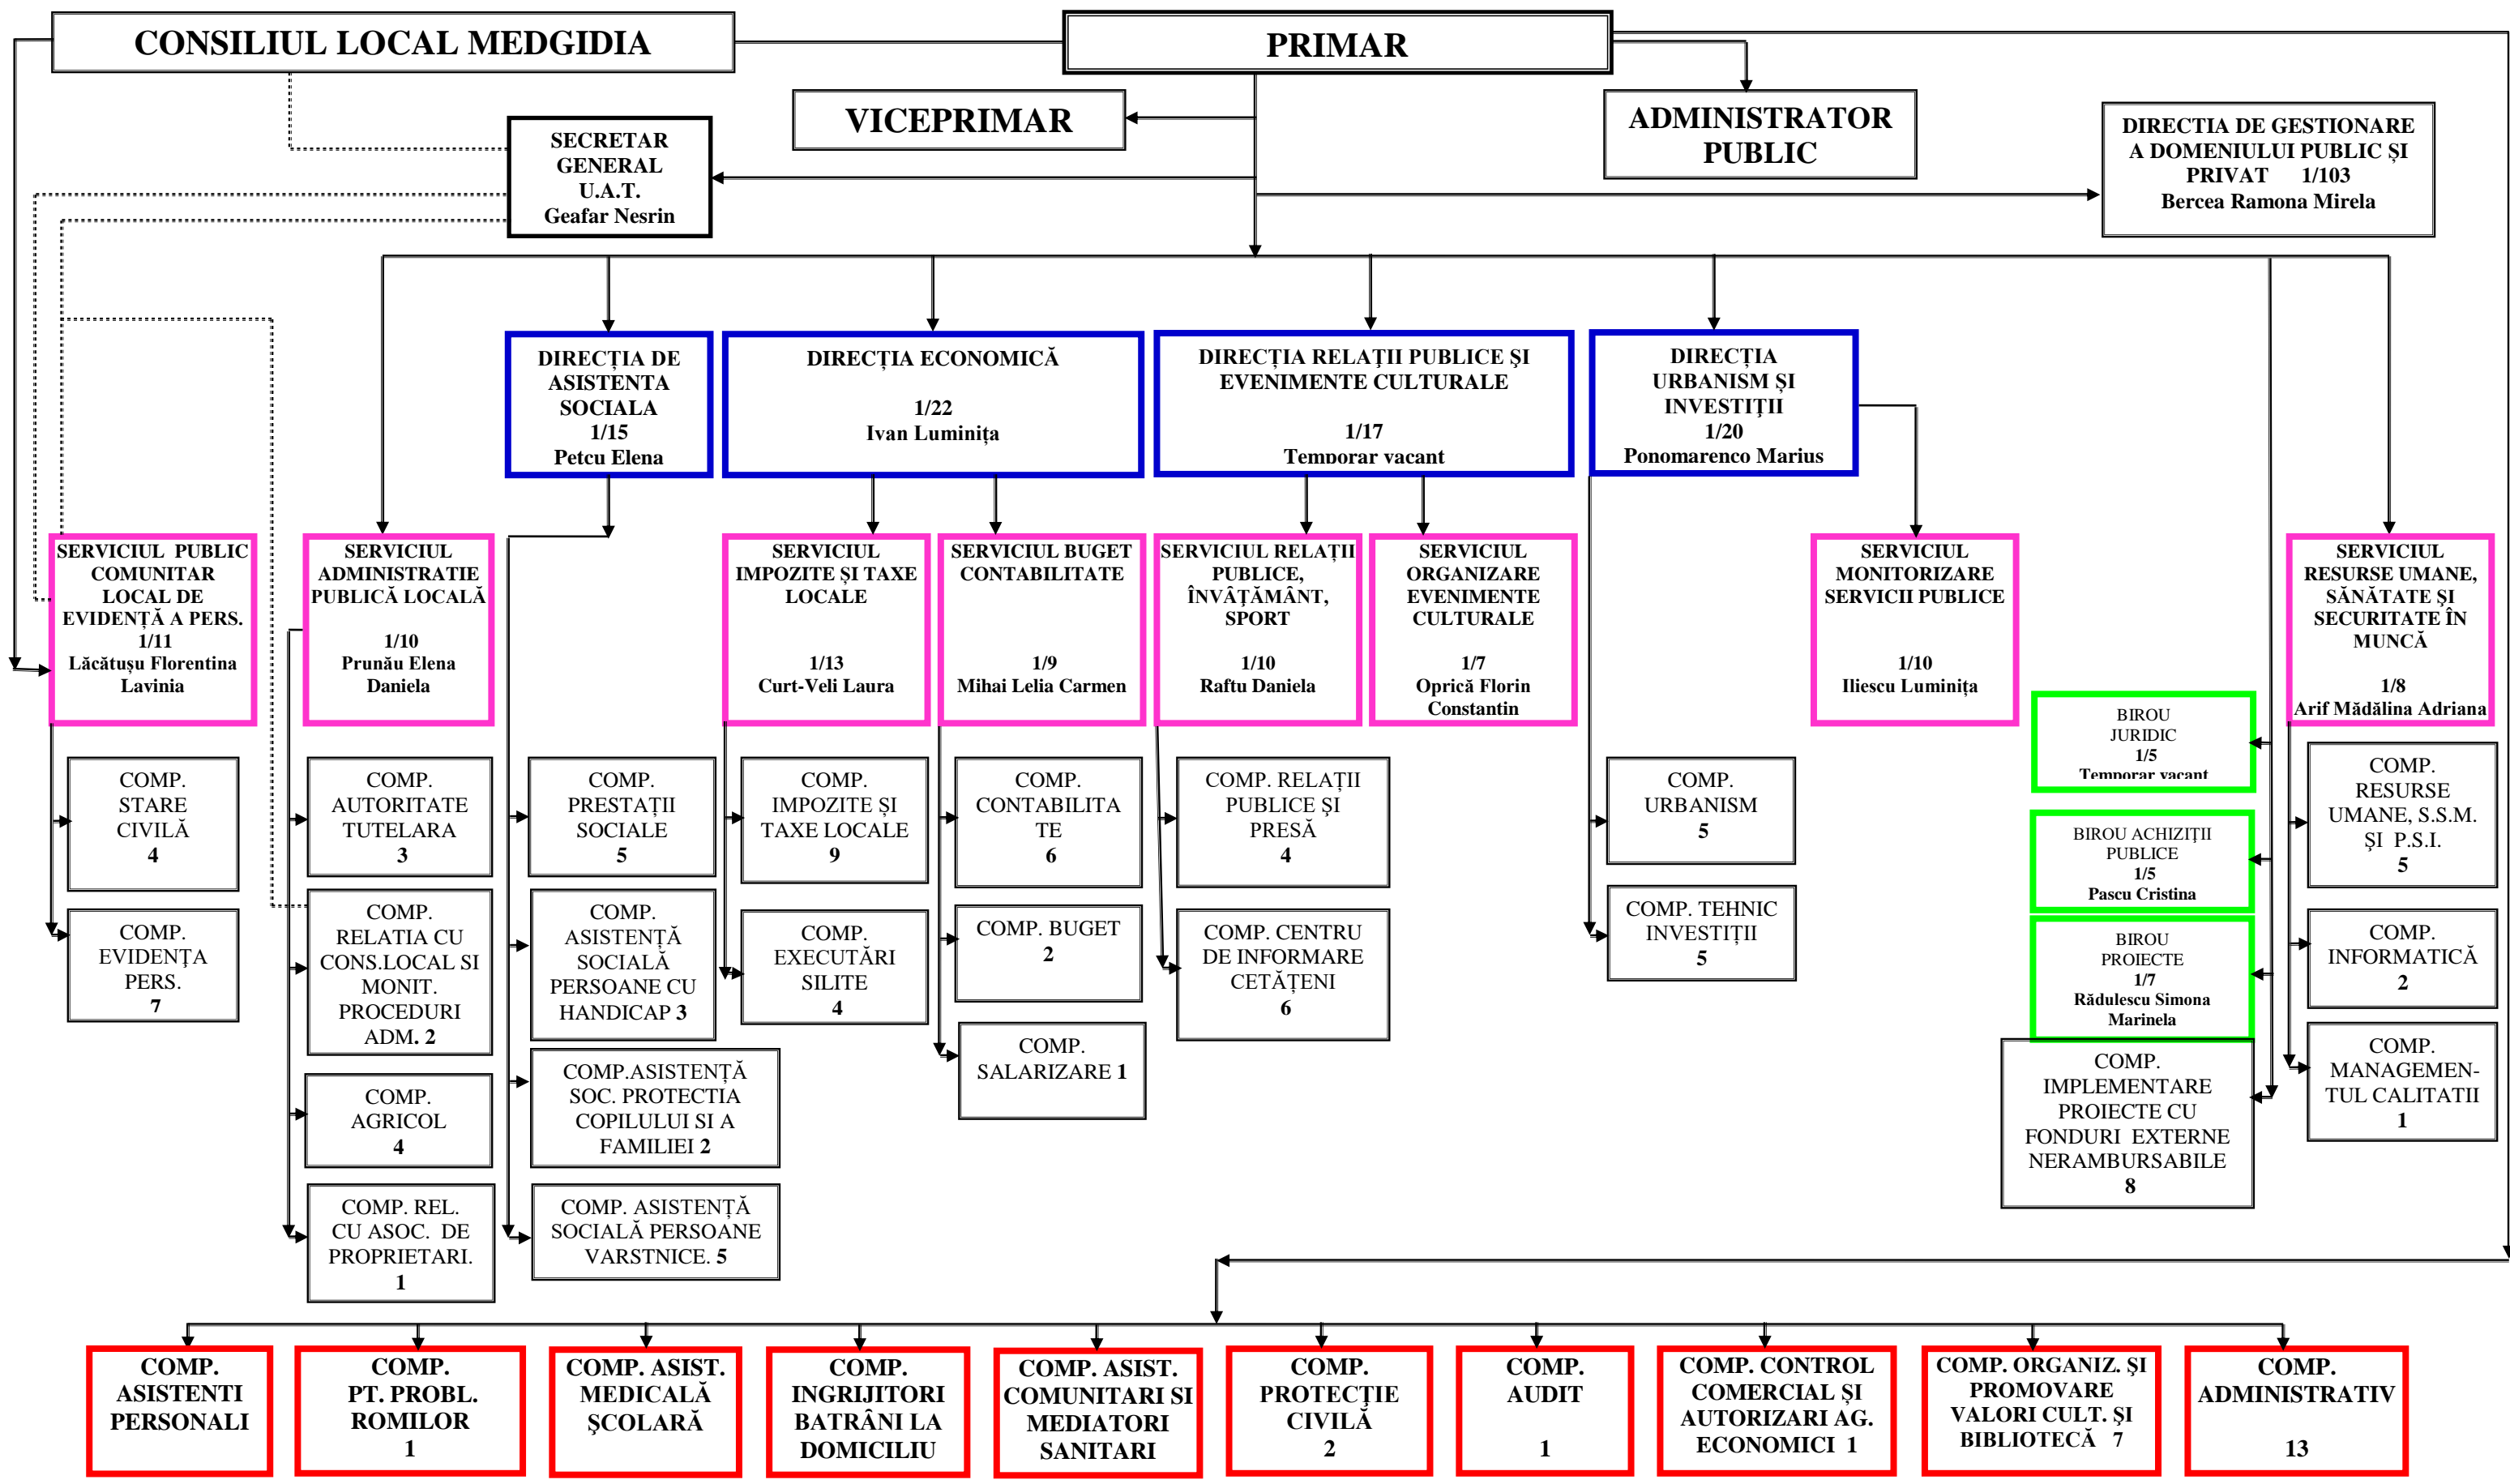 CONSILIUL LOCAL MEDGIDIA
PRIMAR
VICEPRIMAR
ADMINISTRATOR
PUBLIC
SECRETAR
GENERAL
U.A.T.
Geafar Nesrin
DIRECTIA DE GESTIONARE
A DOMENIULUI PUBLIC ȘI
PRIVAT 1/103
Bercea Ramona Mirela
DIRECȚIA DE
ASISTENTA
SOCIALA
1/15
Petcu Elena
DIRECȚIA ECONOMICĂ
1/22
Ivan Luminița
DIRECȚIA RELAŢII PUBLICE ŞI
EVENIMENTE CULTURALE
1/17
Temporar vacant
DIRECȚIA
URBANISM ȘI
INVESTIŢII
1/20
Ponomarenco Marius
SERVICIUL PUBLIC
COMUNITAR
LOCAL DE
EVIDENȚĂ A PERS.
1/11
Lăcătușu Florentina
Lavinia
SERVICIUL
ADMINISTRATIE
PUBLICĂ LOCALĂ
1/10
Prunău Elena
Daniela
SERVICIUL
IMPOZITE ȘI TAXE
LOCALE
1/13
Curt-Veli Laura
SERVICIUL BUGET
CONTABILITATE
1/9
Mihai Lelia Carmen
SERVICIUL RELAȚII
PUBLICE,
ÎNVĂŢĂMÂNT,
SPORT
1/10
Raftu Daniela
SERVICIUL
ORGANIZARE
EVENIMENTE
CULTURALE
1/7
Oprică Florin
Constantin
SERVICIUL
MONITORIZARE
SERVICII PUBLICE
1/10
Iliescu Luminița
SERVICIUL
RESURSE UMANE,
SĂNĂTATE ŞI
SECURITATE ÎN
MUNCĂ
1/8
Arif Mădălina Adriana
BIROU
JURIDIC
1/5
Temporar vacant
BIROU ACHIZIŢII
PUBLICE
1/5
Pascu Cristina
BIROU
PROIECTE
1/7
Rădulescu Simona
Marinela
COMP.
IMPLEMENTARE
PROIECTE CU
FONDURI EXTERNE
NERAMBURSABILE
8
COMP.
STARE
CIVILĂ
4
COMP.
EVIDENŢA
PERS.
7
COMP.
AUTORITATE
TUTELARA
3
COMP.
RELATIA CU
CONS.LOCAL SI
MONIT.
PROCEDURI
ADM. 2
COMP.
AGRICOL
4
COMP. REL.
CU ASOC. DE
PROPRIETARI.
1
COMP.
PRESTAȚII
SOCIALE
5
COMP.
ASISTENȚĂ
SOCIALĂ
PERSOANE CU
HANDICAP 3
COMP.ASISTENȚĂ
SOC. PROTECTIA
COPILULUI SI A
FAMILIEI 2
COMP. ASISTENȚĂ
SOCIALĂ PERSOANE
VARSTNICE. 5
COMP.
IMPOZITE ȘI
TAXE LOCALE
9
COMP.
EXECUTĂRI
SILITE
4
COMP.
CONTABILITA
TE
6
COMP. BUGET
2
COMP.
SALARIZARE 1
COMP. RELAȚII
PUBLICE ŞI
PRESĂ
4
COMP. CENTRU
DE INFORMARE
CETĂȚENI
6
COMP.
URBANISM
5
COMP. TEHNIC
INVESTIȚII
5
COMP.
RESURSE
UMANE, S.S.M.
ŞI P.S.I.
5
COMP.
INFORMATICĂ
2
COMP.
MANAGEMEN-
TUL CALITATII
1
COMP.
ASISTENTI
PERSONALI
COMP.
PT. PROBL.
ROMILOR
1
COMP. ASIST.
MEDICALĂ
ŞCOLARĂ
COMP.
INGRIJITORI
BATRÂNI LA
DOMICILIU
COMP. ASIST.
COMUNITARI SI
MEDIATORI
SANITARI
COMP.
PROTECŢIE
CIVILĂ
2
COMP.
AUDIT
1
COMP. CONTROL
COMERCIAL ȘI
AUTORIZARI AG.
ECONOMICI 1
COMP. ORGANIZ. ŞI
PROMOVARE
VALORI CULT. ŞI
BIBLIOTECĂ 7
COMP.
ADMINISTRATIV
13